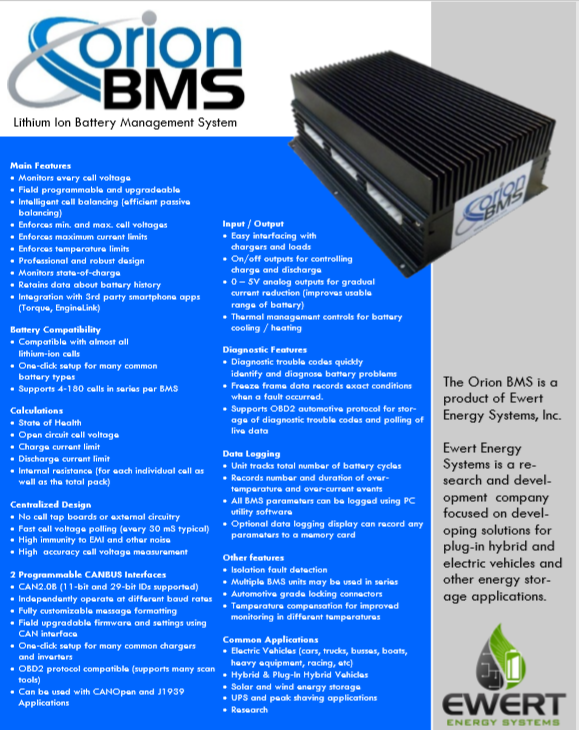 orion
BMS
Lithium Ion Battery Management System
orion
BMS
Main Features
• Monitors every cell voltage
• Field programmable and upgradeable
• Intelligent cell balancing (efficient passive
balancing)
• Enforces min. and max. cell voltages
• Enforces maximum current limits
• Enforces temperature limits
• Professional and robust design
• Monitors state-of-charge
• Retains data about battery history
• Integration with 3rd party smartphone apps
(Torque, EngineLink)
Battery Compatibility
• Compatible with almost all
lithium-ion cells
• One-click setup for many common
battery types
• Supports 4-180 cells in series per BMS
Calculations
• State of Health
• Open circuit cell voltage
• Charge current limit
• Discharge current limit
• Internal resistance (for each individual cell as
well as the total pack)
Centralized Design
• No cell tap boards or external circuitry
• Fast cell voltage polling (every 30 mS typical)
• High immunity to EMI and other noise
• High accuracy cell voltage measurement
2 Programmable CANBUS Interfaces
• CAN2.0B (11-bit and 29-bit IDs supported)
• Independently operate at different baud rates
• Fully customizable message formatting
• Field upgradable firmware and settings using
CAN interface
• One-click setup for many common chargers
and inverters
• OBD2 protocol compatible (supports many scan
tools)
• Can be used with CANOpen and J1939
Applications
Input / Output
• Easy interfacing with
chargers and loads
• On/off outputs for controlling
charge and discharge
• 0 – 5V analog outputs for gradual
current reduction (improves usable
range of battery)
• Thermal management controls for battery
cooling / heating
Diagnostic Features
• Diagnostic trouble codes quickly
identify and diagnose battery problems
• Freeze frame data records exact conditions
when a fault occurred.
• Supports OBD2 automotive protocol for stor-
age of diagnostic trouble codes and polling of
live data
Data Logging
• Unit tracks total number of battery cycles
• Records number and duration of over-
temperature and over-current events
• All BMS parameters can be logged using PC
utility software
• Optional data logging display can record any
parameters to a memory card
Other features
• Isolation fault detection
• Multiple BMS units may be used in series
• Automotive grade locking connectors
• Temperature compensation for improved
monitoring in different temperatures
Common Applications
• Electric Vehicles (cars, trucks, busses, boats,
heavy equipment, racing, etc)
• Hybrid & Plug-In Hybrid Vehicles
• Solar and wind energy storage
• UPS and peak shaving applications
• Research
The Orion BMS is a
product of Ewert
Energy Systems, Inc.
Ewert Energy
Systems is a re-
search and devel-
opment company
focused on devel-
oping solutions for
plug-in hybrid and
electric vehicles and
other energy stor-
age applications.
EWERT
ENERGY SYSTEMS